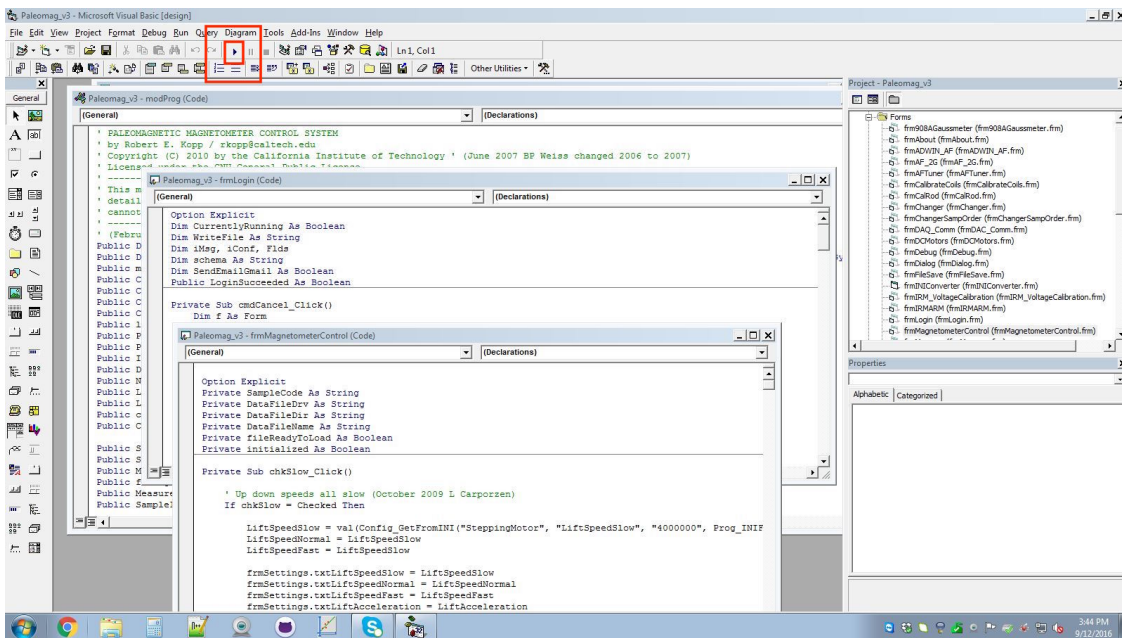 Paleomag_v3 - Microsoft Visual Basic [design]
File Edit View Project Format Debug Run Query Diagram Tools Add-Ins Window Help
Ln 1, Col 1
Other Utilities
General
Paleomag_v3 - modProg (Code)
(General) (Declarations)
' PALEOMAGNETIC MAGNETOMETER CONTROL SYSTEM
' by Robert E. Kopp / rkopp@caltech.edu
' Copyright (C) 2010 by the California Institute of Technology ' (June 2007 BP Weiss changed 2006 to 2007)
' Licensed under the GNU General Public License
' ------
' This m
' detail
' cannot
' ------
' (Febru
Public D
Public D
Public m
Public C
Public C
Public C
Public C
Public l
Public P
Public P
Public I
Public D
Public N
Public L
Public L
Public c
Public C
Public S
Public S
Public M
Public f
Public Measure
Public Sample
Paleomag_v3 - frmLogin (Code)
(General) (Declarations)
Option Explicit
Dim CurrentlyRunning As Boolean
Dim WriteFile As String
Dim iMsg, iConf, Flds
Dim schema As String
Dim SendEmailGmail As Boolean
Public LoginSucceeded As Boolean
Private Sub cmdCancel_Click()
Dim f As Form
Paleomag_v3 - frmMagnetometerControl (Code)
(General) (Declarations)
Option Explicit
Private SampleCode As String
Private DataFileDrv As String
Private DataFileDir As String
Private DataFileName As String
Private fileReadyToLoad As Boolean
Private initialized As Boolean
Private Sub chkSlow_Click()
' Up down speeds all slow (October 2009 L Carporzen)
If chkSlow = Checked Then
LiftSpeedSlow = val(Config_GetFromINI("SteppingMotor", "LiftSpeedSlow", "4000000", Prog_INIF
LiftSpeedNormal = LiftSpeedSlow
LiftSpeedFast = LiftSpeedSlow
frmSettings.txtLiftSpeedSlow = LiftSpeedSlow
frmSettings.txtLiftSpeedNormal = LiftSpeedNormal
frmSettings.txtLiftSpeedFast = LiftSpeedFast
frmSettings.txtLiftAcceleration = LiftAcceleration
Project - Paleomag_v3
Forms
frm908AGaussmeter (frm908AGaussmeter.frm)
frmAbout (frmAbout.frm)
frmADWIN_AF (frmADWIN_AF.frm)
frmAF_2G (frmAF_2G.frm)
frmAFTuner (frmAFTuner.frm)
frmCalibrateCoils (frmCalibrateCoils.frm)
frmCalRod (frmCalRod.frm)
frmChanger (frmChanger.frm)
frmChangerSampOrder (frmChangerSampOrder.frm)
frmDAQ_Comm (frmDAC_Comm.frm)
frmDCMotors (frmDCMotors.frm)
frmDebug (frmDebug.frm)
frmDialog (frmDialog.frm)
frmFileSave (frmFileSave.frm)
frmINIConverter (frmINIConverter.frm)
frmIRM_VoltageCalibration (frmIRM_VoltageCalibration.frm)
frmIRMARM (frmIRMARM.frm)
frmLogin (frmLogin.frm)
frmMagnetometerControl (frmMagnetometerControl.frm)
Properties
Alphabetic Categorized
3:44 PM
9/12/2016